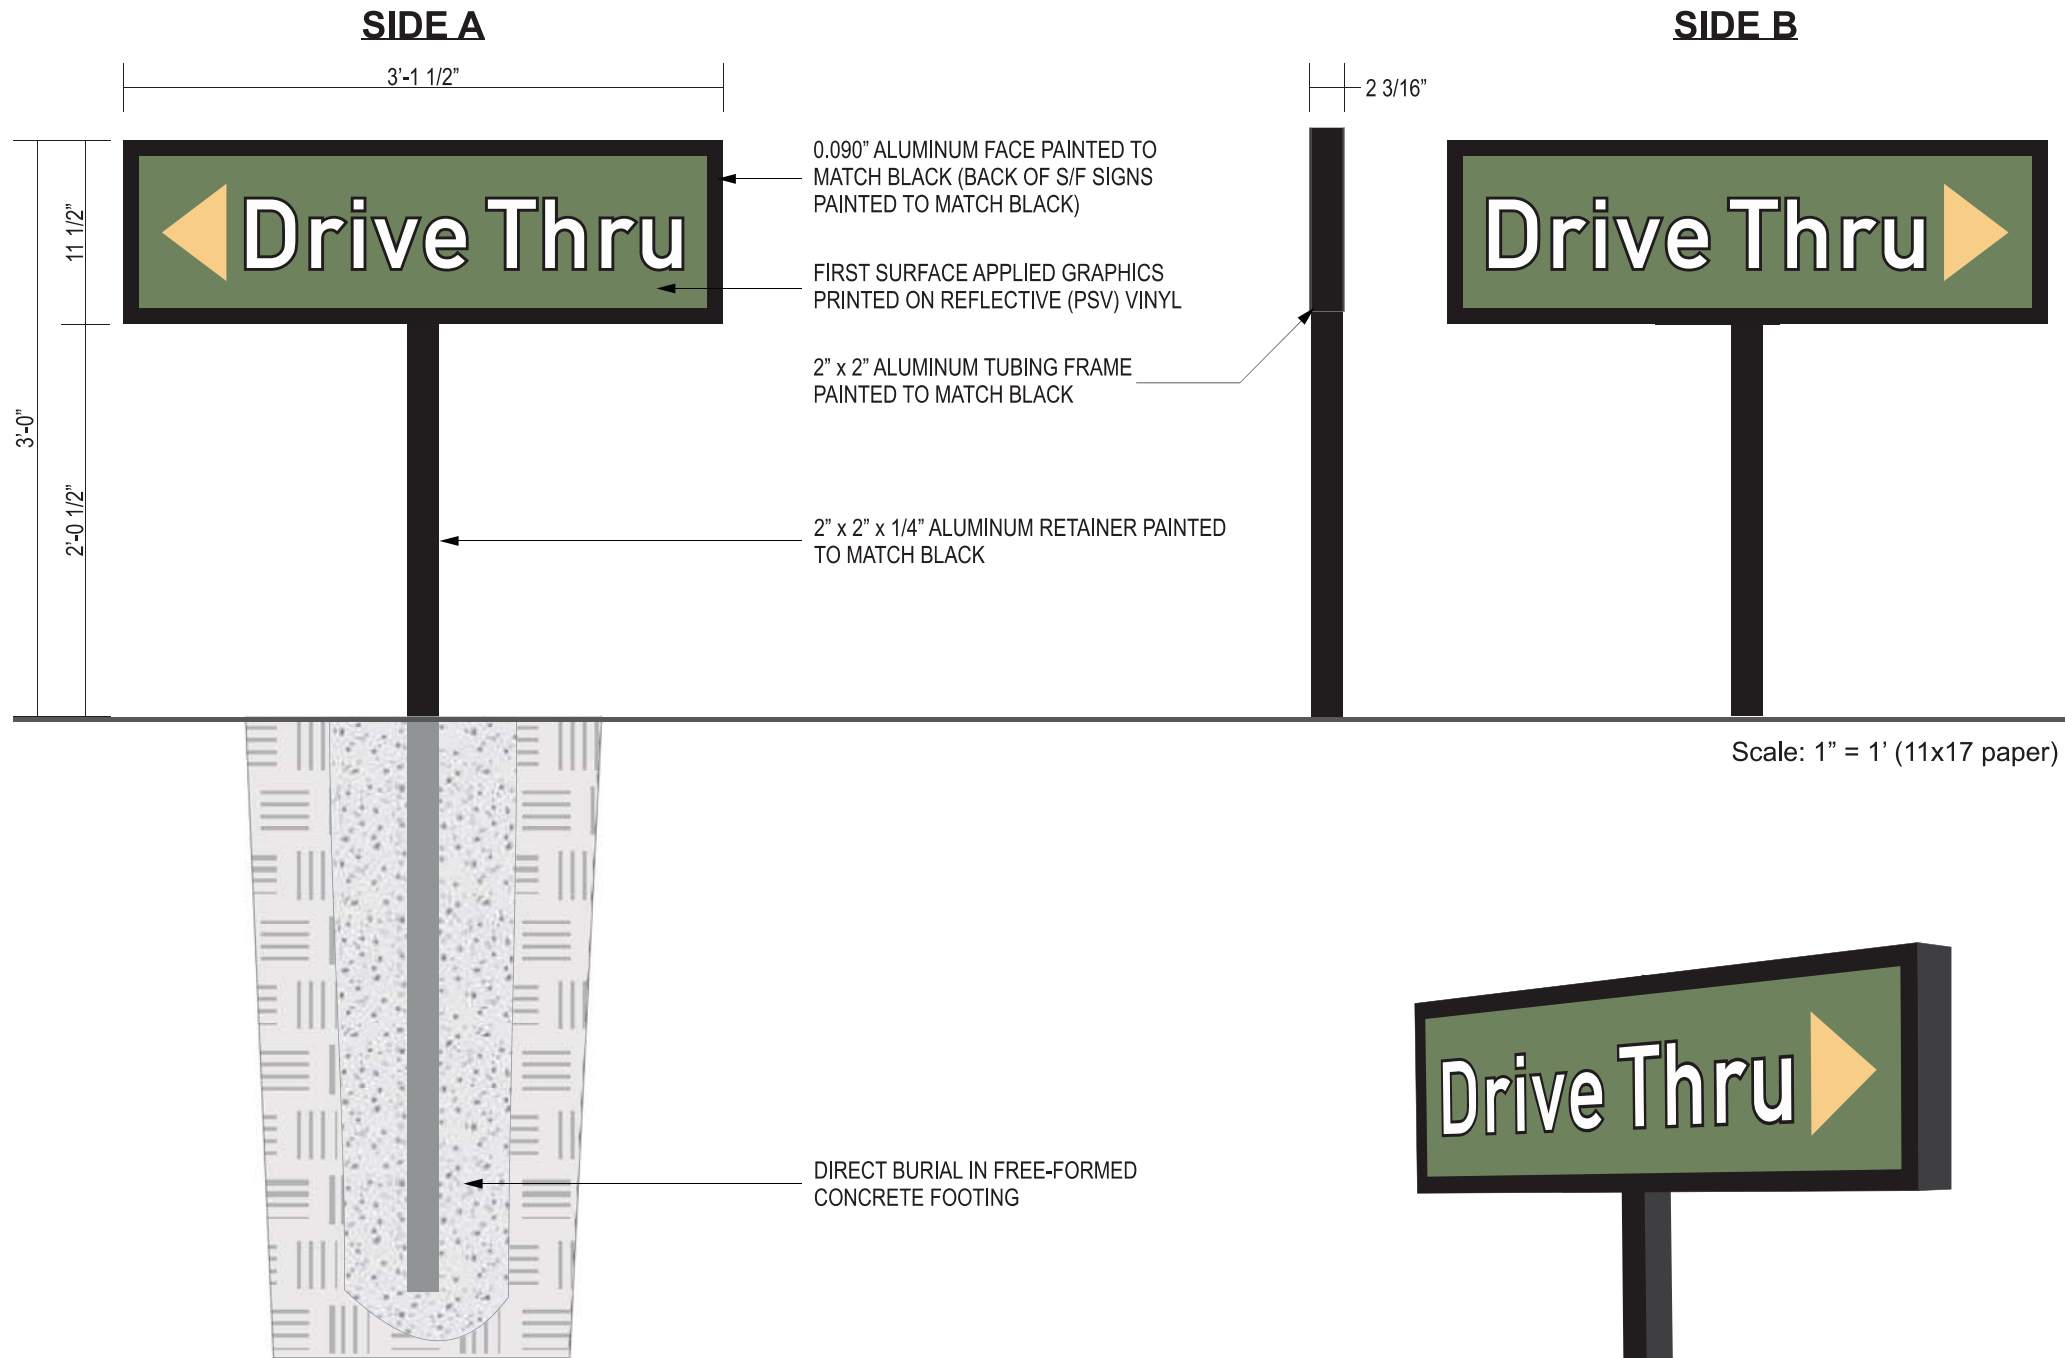 SIDE A
SIDE B
3’-1 1/2”
2 3/16”
0.090” ALUMINUM FACE PAINTED TO
MATCH BLACK (BACK OF S/F SIGNS
PAINTED TO MATCH BLACK)
Drive Thru
Drive Thru
11 1/2”
FIRST SURFACE APPLIED GRAPHICS
PRINTED ON REFLECTIVE (PSV) VINYL
2” x 2” ALUMINUM TUBING FRAME
PAINTED TO MATCH BLACK
3’-0”
2’-0 1/2”
2” x 2” x 1/4” ALUMINUM RETAINER PAINTED
TO MATCH BLACK
Scale: 1” = 1’ (11x17 paper)
Drive Thru
DIRECT BURIAL IN FREE-FORMED
CONCRETE FOOTING